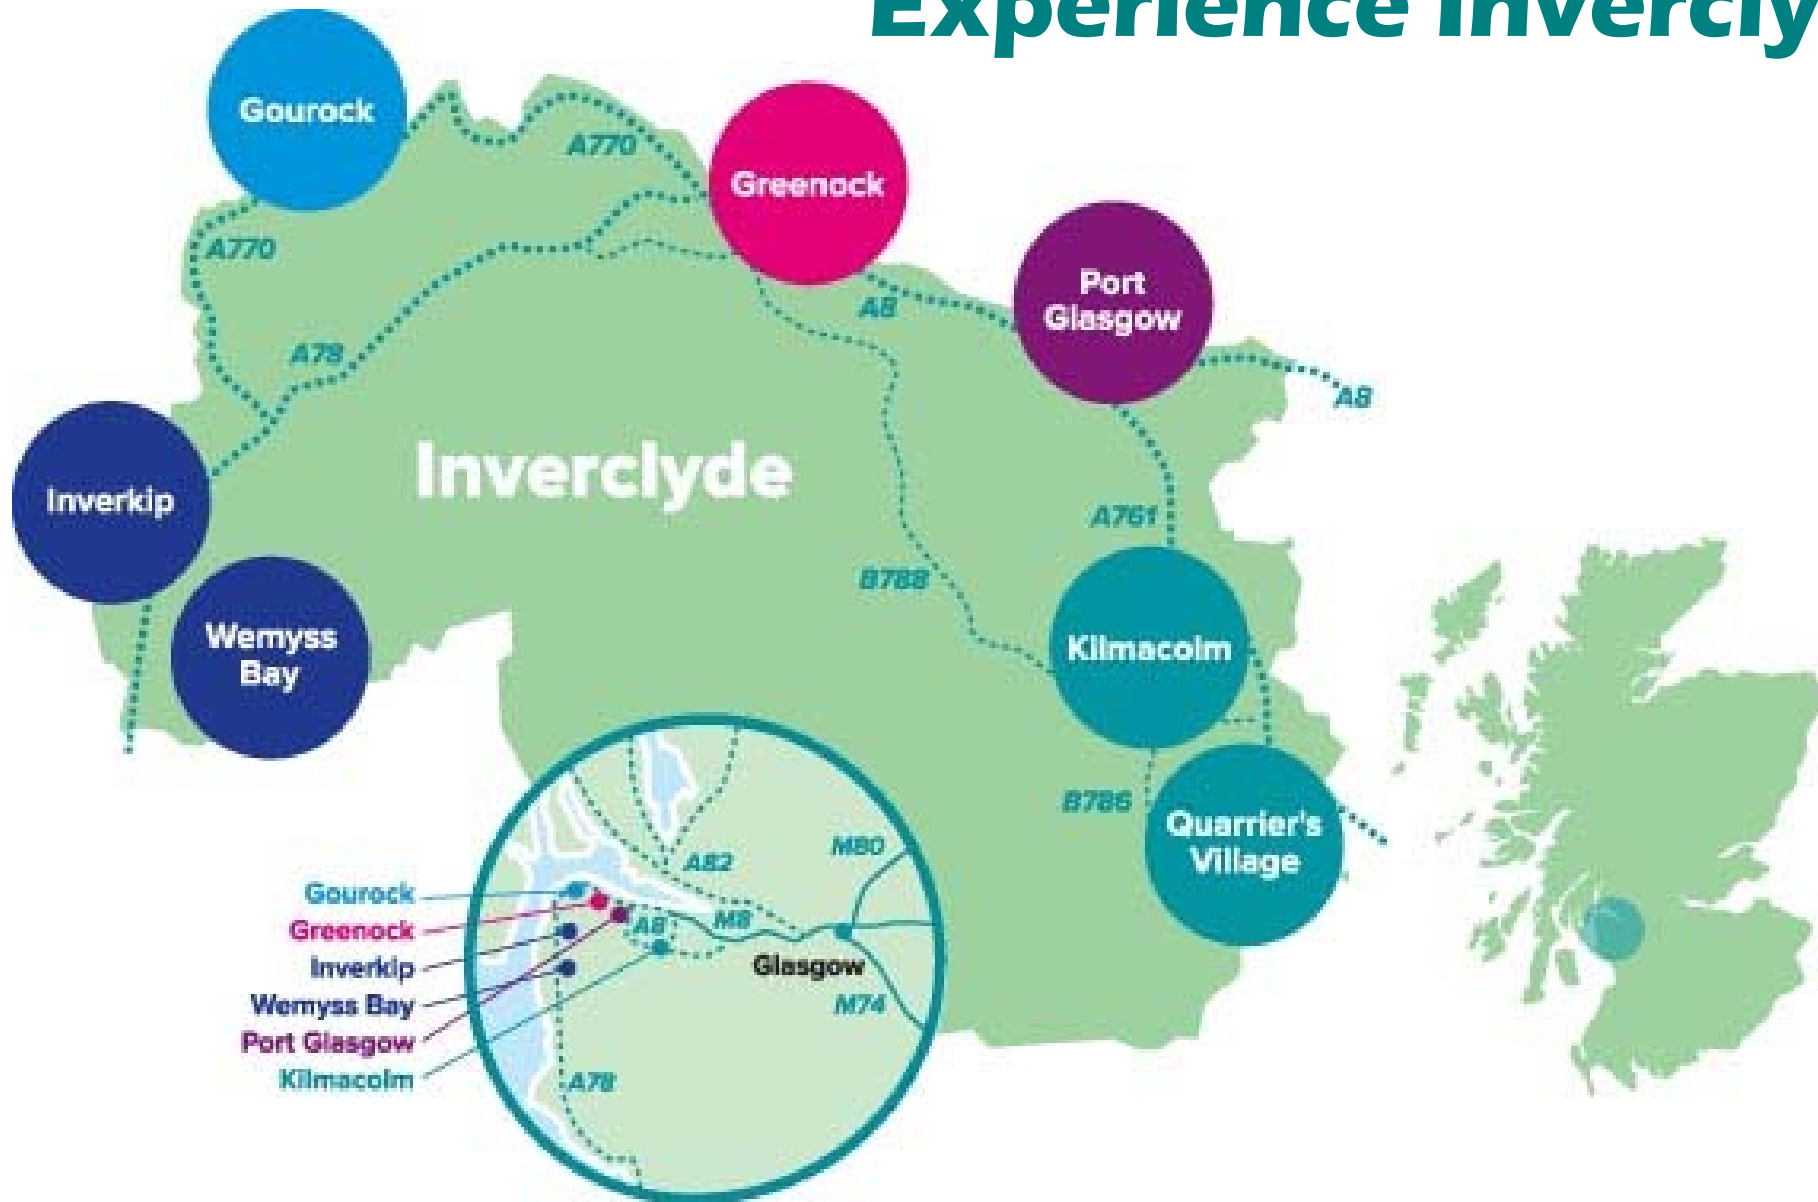 Experience Invercly
Gourock
A770
Greenock
A770
Port
Glasgow
A8
A78
A8
Inverclyde
Inverkip
A761
B788
Wemyss
Bay
Kilmacolm
B786
Quarrier's
Village
M80
A82
Gourock
Greenock
A8
M8
Inverkip
Glasgow
Wemyss Bay
M74
Port Glasgow
Kilmacolm
A78